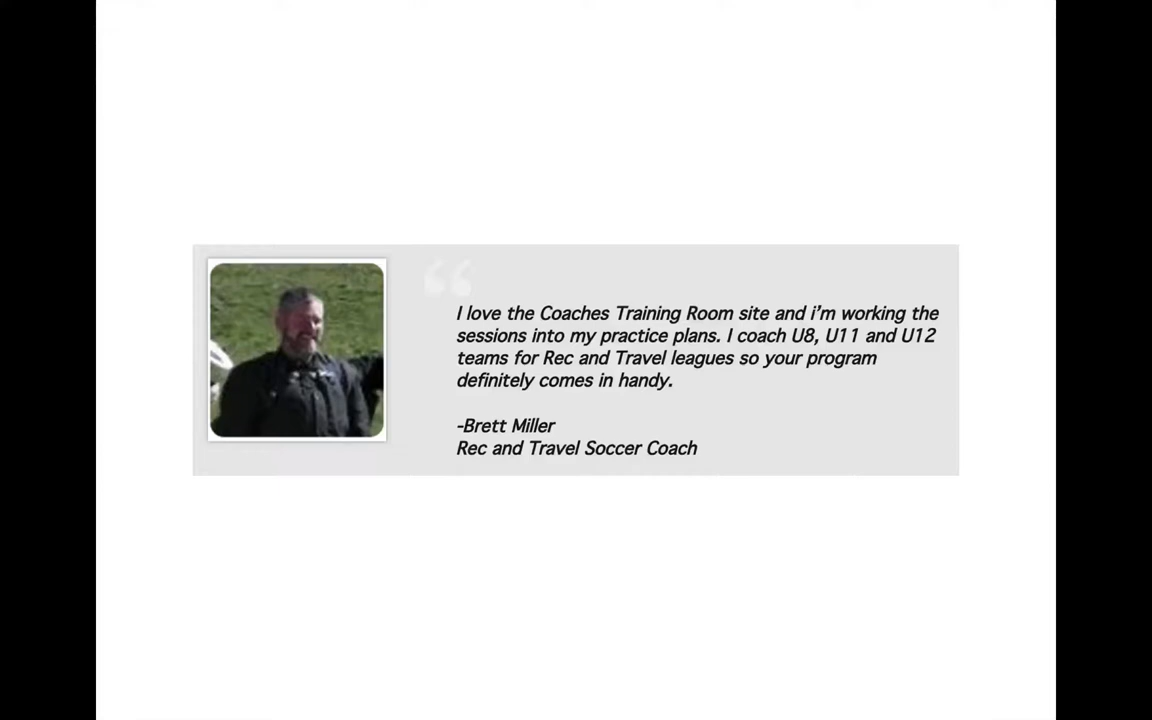 I love the Coaches Training Room site and i'm working the
sessions into my practice plans. I coach U8, U11 and U12
teams for Rec and Travel leagues so your program
definitely comes in handy.
-Brett Miller
Rec and Travel Soccer Coach